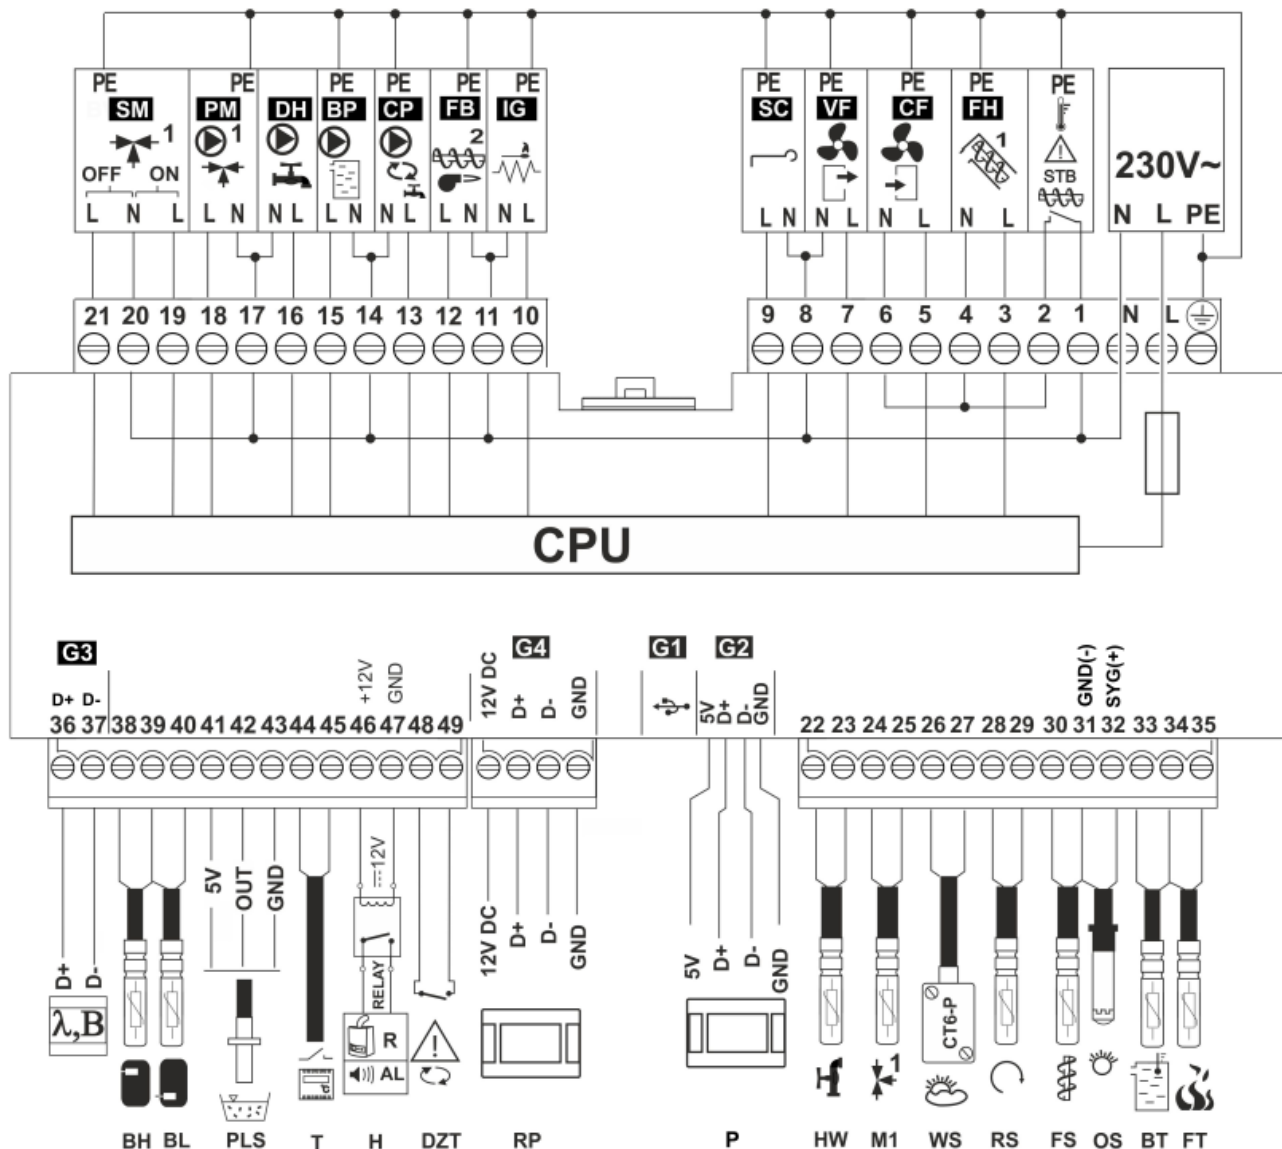 PE PE PE PE PE PE PE PE PE PE PE
SM PM DH BP CP FB IG SC VF CF FH
1 1 2 1
OFF ON STB 230V~
L N L L N N L L N N L L N N L L N N L N L N L N L PE
21 20 19 18 17 16 15 14 13 12 11 10 9 8 7 6 5 4 3 2 1 N L
CPU
G3 G4 G1 G2
D+ D- +12V GND 12V DC D+ D- GND 5V D+ D- GND GND(-) SYG(+)
36 37 38 39 40 41 42 43 44 45 46 47 48 49 22 23 24 25 26 27 28 29 30 31 32 33 34 35
D+ D- 5V OUT GND 12V 12V DC D+ D- GND 5V D+ D- GND
RELAY
λ,B R CT6-P
AL 1
BH BL PLS T H DZT RP P HW M1 WS RS FS OS BT FT